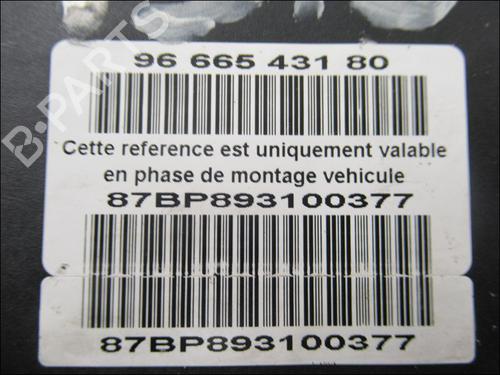 96 665 431 80
Cette reference est uniquement valable
en phase de montage vehicule
87BP893100377
87BP893100377
B-PARTS